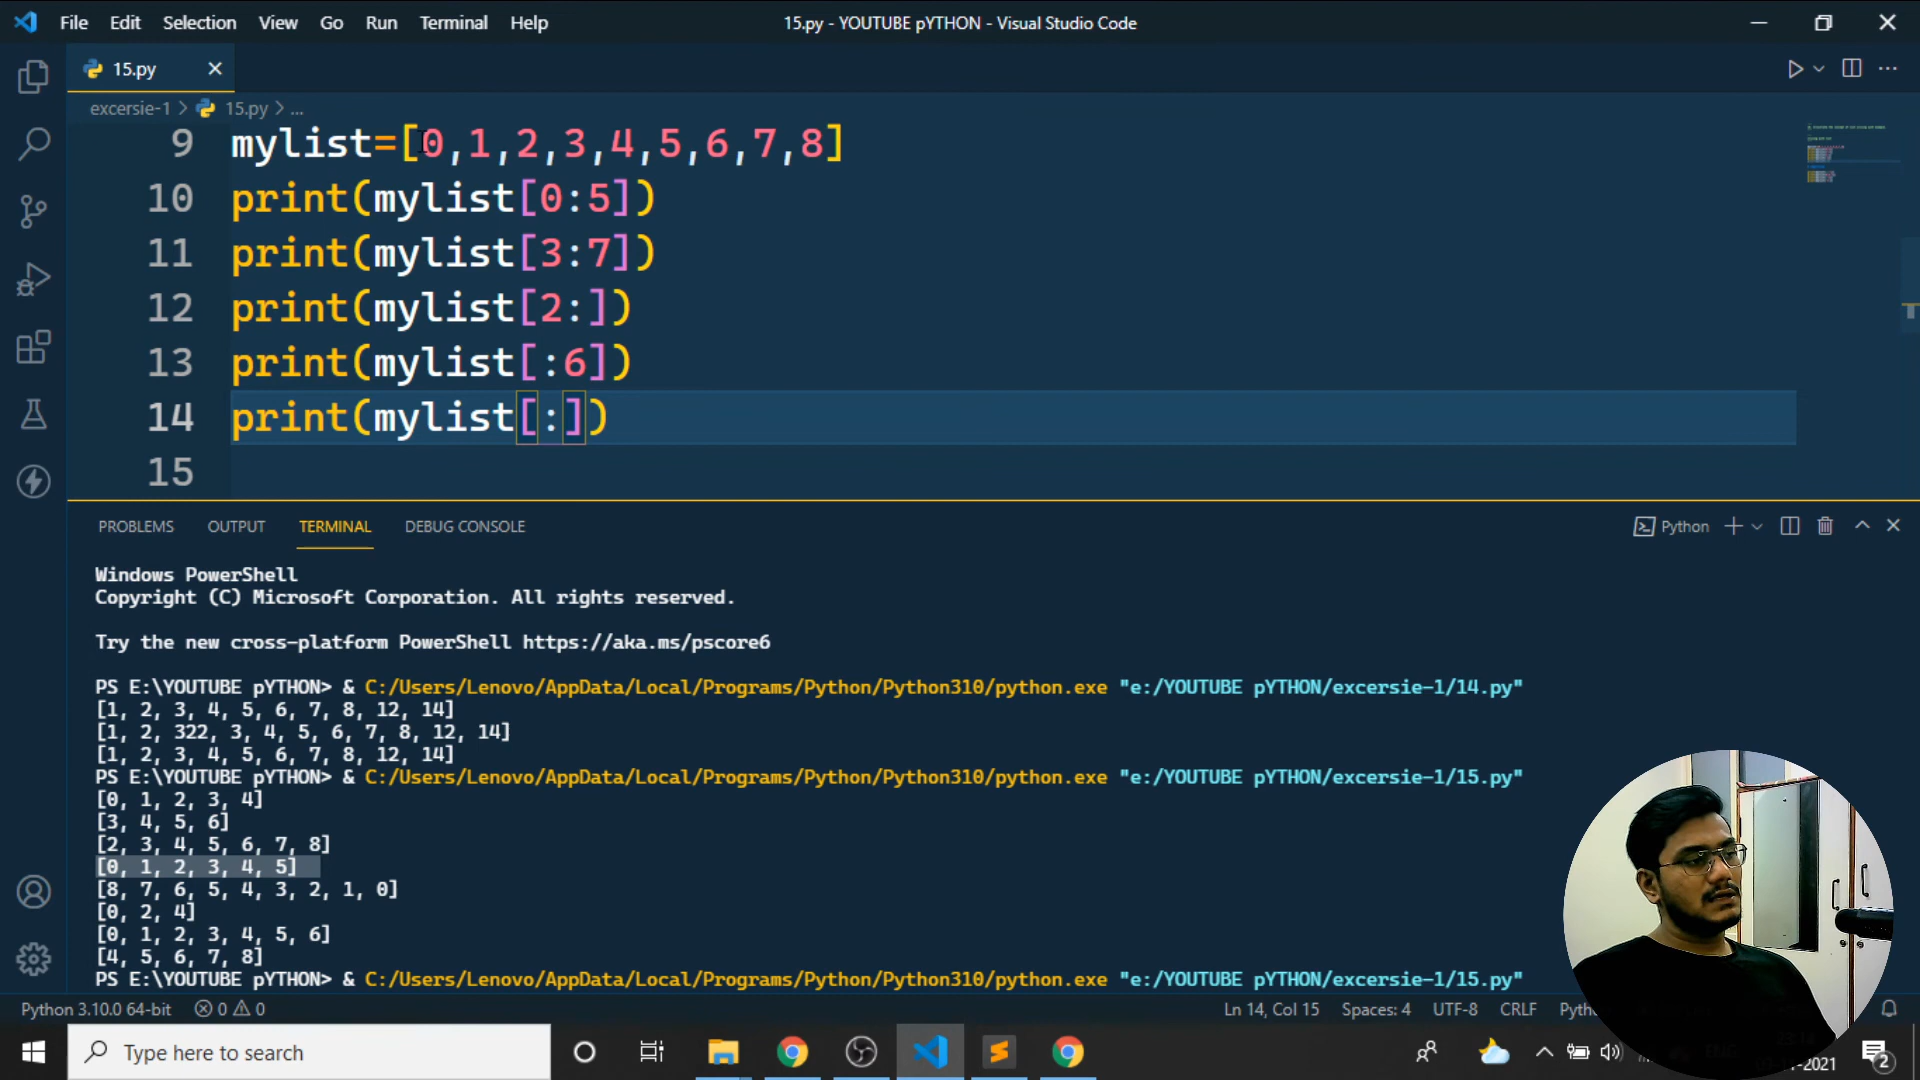 File Edit Selection View Go Run Terminal Help 15.py - YOUTUBE pYTHON - Visual Studio Code
15.py
excersie-1 > 15.py > ...
9 mylist=[0,1,2,3,4,5,6,7,8]
10 print(mylist[0:5])
11 print(mylist[3:7])
12 print(mylist[2:])
13 print(mylist[:6])
14 print(mylist[:])
15
PROBLEMS OUTPUT TERMINAL DEBUG CONSOLE Python
Windows PowerShell
Copyright (C) Microsoft Corporation. All rights reserved.
Try the new cross-platform PowerShell https://aka.ms/pscore6
PS E:\YOUTUBE pYTHON> & C:/Users/Lenovo/AppData/Local/Programs/Python/Python310/python.exe "e:/YOUTUBE pYTHON/excersie-1/14.py"
[1, 2, 3, 4, 5, 6, 7, 8, 12, 14]
[1, 2, 322, 3, 4, 5, 6, 7, 8, 12, 14]
[1, 2, 3, 4, 5, 6, 7, 8, 12, 14]
PS E:\YOUTUBE pYTHON> & C:/Users/Lenovo/AppData/Local/Programs/Python/Python310/python.exe "e:/YOUTUBE pYTHON/excersie-1/15.py"
[0, 1, 2, 3, 4]
[3, 4, 5, 6]
[2, 3, 4, 5, 6, 7, 8]
[0, 1, 2, 3, 4, 5]
[8, 7, 6, 5, 4, 3, 2, 1, 0]
[0, 2, 4]
[0, 1, 2, 3, 4, 5, 6]
[4, 5, 6, 7, 8]
PS E:\YOUTUBE pYTHON> & C:/Users/Lenovo/AppData/Local/Programs/Python/Python310/python.exe "e:/YOUTUBE pYTHON/excersie-1/15.py"
Python 3.10.0 64-bit 0 0 Ln 14, Col 15 Spaces: 4 UTF-8 CRLF
Type here to search
2